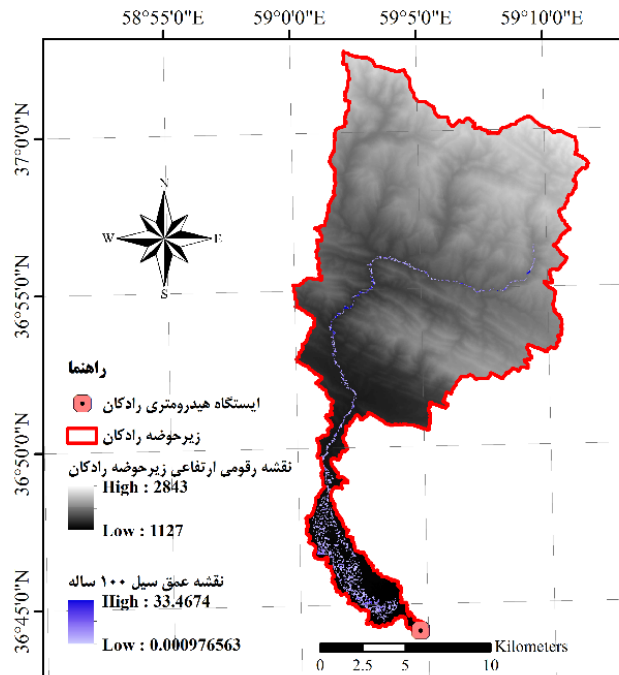 58°55'0"E 59°0'0"E 59°5'0"E 59°10'0"E
37°0'0"N
36°55'0"N
36°50'0"N
36°45'0"N
N
W E
S
راهنما
ایستگاه هیدرومتری رادکان
زیرحوضه رادکان
نقشه رقومی ارتفاعی زیرحوضه رادکان
High : 2843
Low : 1127
نقشه عمق سیل ۱۰۰ ساله
High : 33.4674
Low : 0.000976563
Kilometers
0 2.5 5 10